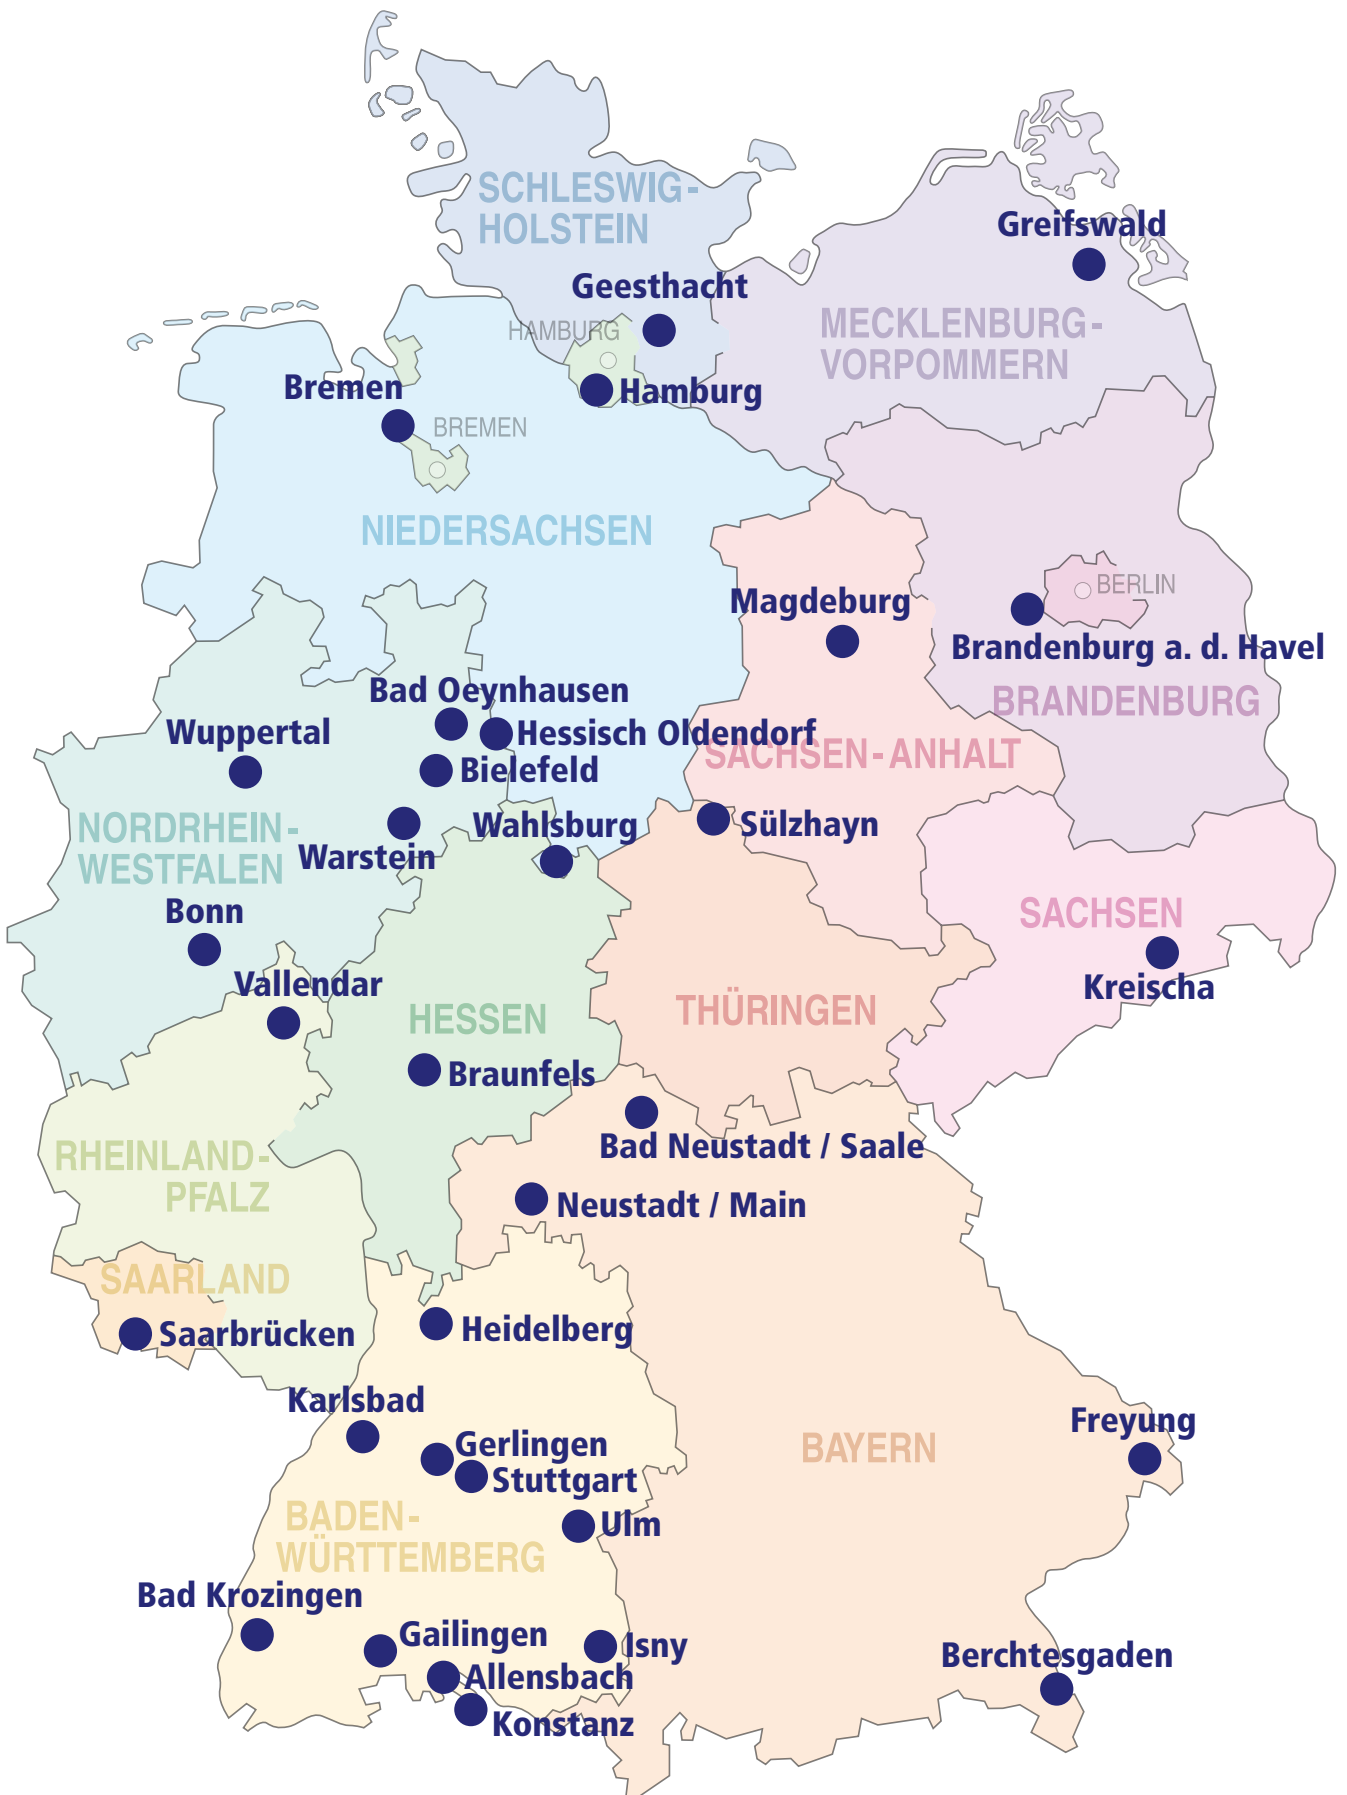 SCHLESWIG-
HOLSTEIN
Greifswald
Geesthacht
HAMBURG
MECKLENBURG-
VORPOMMERN
Bremen
Hamburg
BREMEN
NIEDERSACHSEN
BERLIN
Magdeburg
Brandenburg a. d. Havel
BRANDENBURG
Bad Oeynhausen
Wuppertal
Hessisch Oldendorf
SACHSEN-ANHALT
Bielefeld
NORDRHEIN-
WESTFALEN
Wahlsburg
Sülzhayn
Warstein
Bonn
SACHSEN
Vallendar
Kreischa
HESSEN
THÜRINGEN
Braunfels
RHEINLAND-
PFALZ
Bad Neustadt / Saale
Neustadt / Main
SAARLAND
Saarbrücken
Heidelberg
Karlsbad
Freyung
Gerlingen
BAYERN
Stuttgart
BADEN-
WÜRTTEMBERG
Ulm
Bad Krozingen
Gailingen
Isny
Berchtesgaden
Allensbach
Konstanz